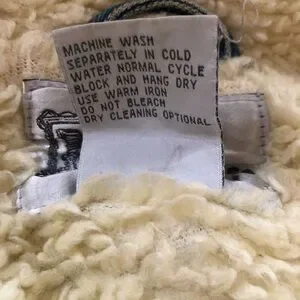 MACHINE WASH
SEPARATELY IN COLD
WATER NORMAL CYCLE
BLOCK AND HANG DRY
USE WARM IRON
DO NOT BLEACH
DRY CLEANING OPTIONAL